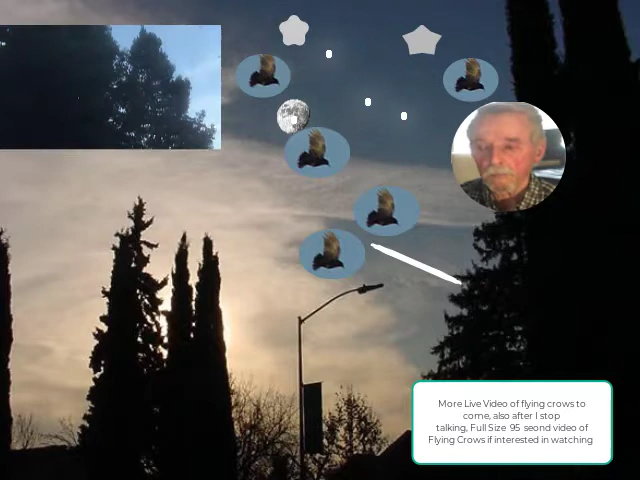 More Live Video of flying crows to
come, also after I stop
talking, Full Size 95 seond video of
Flying Crows if interested in watching